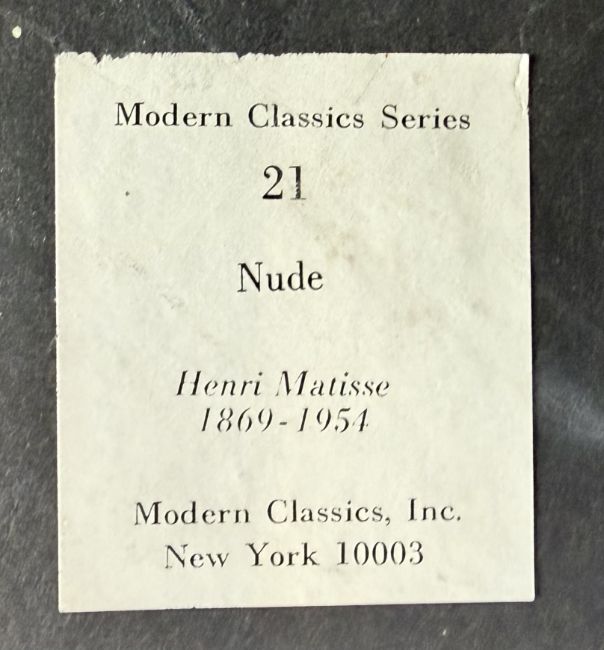 Modern Classics Series
21
Nude
Henri Matisse
1869-1954
Modern Classics, Inc.
New York 10003